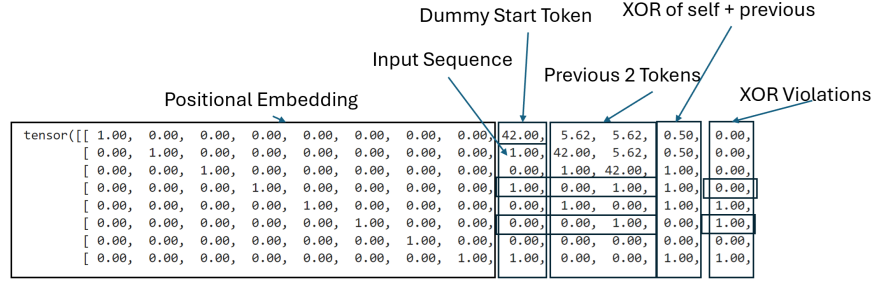 Dummy Start Token
XOR of self + previous
Input Sequence
Previous 2 Tokens
Positional Embedding
XOR Violations
tensor([[ 1.00, 0.00, 0.00, 0.00, 0.00, 0.00, 0.00, 0.00, 42.00, 5.62, 5.62, 0.50, 0.00,
[ 0.00, 1.00, 0.00, 0.00, 0.00, 0.00, 0.00, 0.00, 1.00, 42.00, 5.62, 0.50, 0.00,
[ 0.00, 0.00, 1.00, 0.00, 0.00, 0.00, 0.00, 0.00, 0.00, 1.00, 42.00, 1.00, 0.00,
[ 0.00, 0.00, 0.00, 1.00, 0.00, 0.00, 0.00, 0.00, 1.00, 0.00, 1.00, 1.00, 0.00,
[ 0.00, 0.00, 0.00, 0.00, 1.00, 0.00, 0.00, 0.00, 0.00, 1.00, 0.00, 1.00, 1.00,
[ 0.00, 0.00, 0.00, 0.00, 0.00, 1.00, 0.00, 0.00, 0.00, 0.00, 1.00, 0.00, 1.00,
[ 0.00, 0.00, 0.00, 0.00, 0.00, 0.00, 1.00, 0.00, 0.00, 0.00, 0.00, 0.00, 0.00,
[ 0.00, 0.00, 0.00, 0.00, 0.00, 0.00, 0.00, 1.00, 1.00, 0.00, 0.00, 1.00, 1.00,